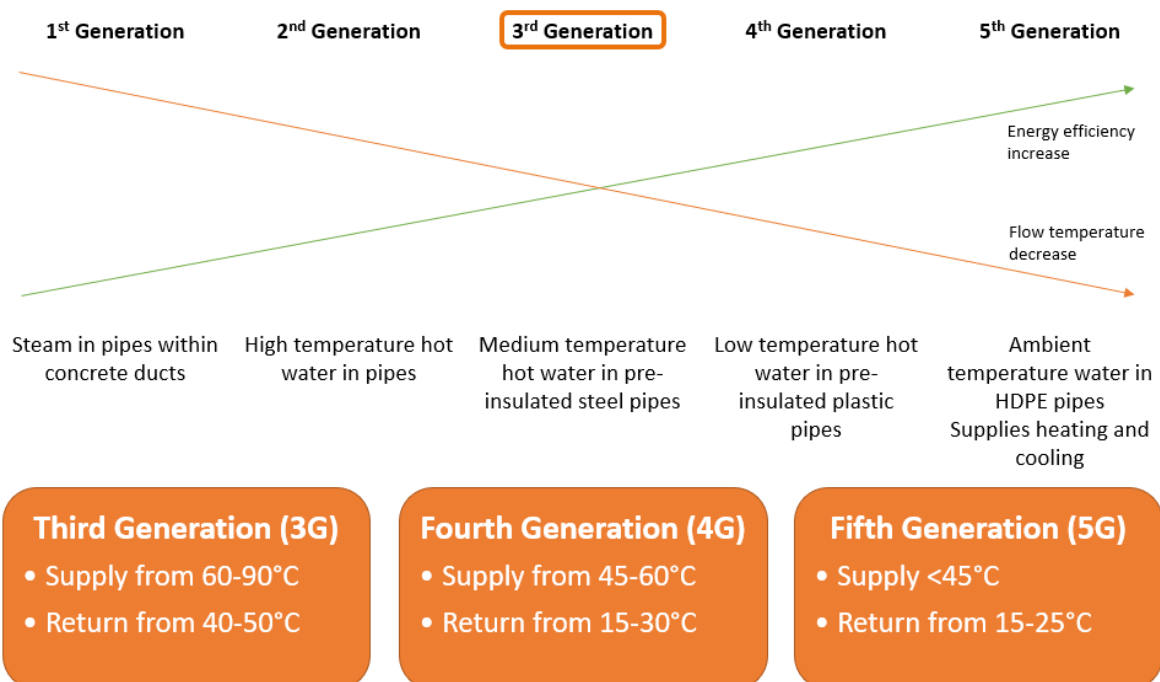 1st Generation
2nd Generation
3rd Generation
4th Generation
5th Generation
Energy efficiency
increase
Flow temperature
decrease
Steam in pipes within
concrete ducts
High temperature hot
water in pipes
Medium temperature
hot water in pre-
insulated steel pipes
Low temperature hot
water in pre-
insulated plastic
pipes
Ambient
temperature water in
HDPE pipes
Supplies heating and
cooling
Third Generation (3G)
• Supply from 60-90°C
• Return from 40-50°C
Fourth Generation (4G)
• Supply from 45-60°C
• Return from 15-30°C
Fifth Generation (5G)
• Supply <45°C
• Return from 15-25°C